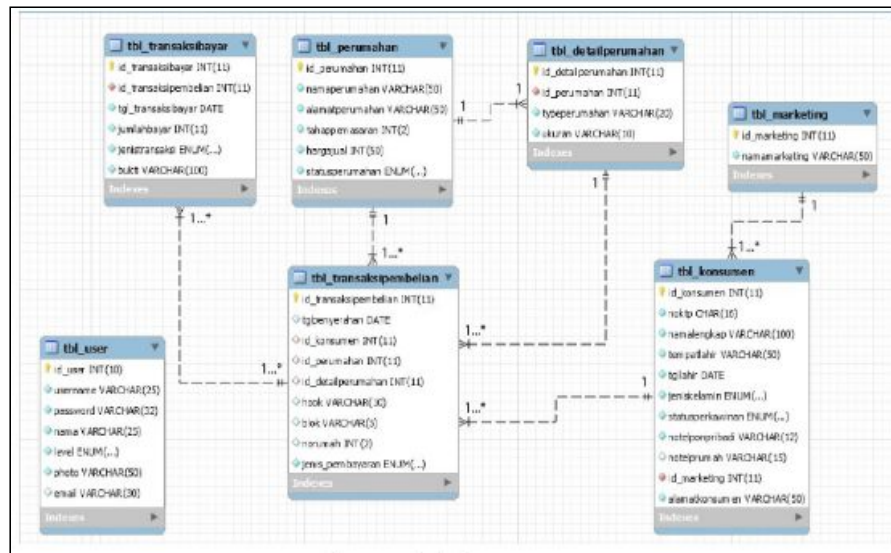 tbl_transaksibayar
id_transaksibayar INT(11)
id_transaksipembelian INT(11)
tgl_transaksibayar DATE
jumlahbayar INT(11)
jenistransaksi ENUM(...)
bukti VARCHAR(100)
Indexes
tbl_perumahan
id_perumahan INT(11)
namaperumahan VARCHAR(50)
alamatperumahan VARCHAR(50)
tahappemasaran INT(2)
hargajual INT(50)
statusperumahan ENUM(...)
Indexes
tbl_detailperumahan
id_detailperumahan INT(11)
id_perumahan INT(11)
typeperumahan VARCHAR(20)
ukuran VARCHAR(10)
Indexes
tbl_marketing
id_marketing INT(11)
namamarketing VARCHAR(50)
Indexes
1
1
1
1
1...*
1...*
1...*
tbl_transaksipembelian
id_transaksipembelian INT(11)
tglpenyerahan DATE
id_konsumen INT(11)
id_perumahan INT(11)
id_detailperumahan INT(11)
hook VARCHAR(10)
blok VARCHAR(5)
norumah INT(2)
jenis_pembayaran ENUM(...)
Indexes
tbl_konsumen
id_konsumen INT(11)
noktp CHAR(16)
namalengkap VARCHAR(100)
tempatlahir VARCHAR(50)
tgllahir DATE
jeniskelamin ENUM(...)
statusperkawinan ENUM(...)
notelponpribadi VARCHAR(12)
notelprumah VARCHAR(15)
id_marketing INT(11)
alamatkonsumen VARCHAR(50)
Indexes
1...*
1...*
1...*
1
1
tbl_user
id_user INT(10)
username VARCHAR(25)
password VARCHAR(32)
nama VARCHAR(25)
level ENUM(...)
photo VARCHAR(50)
email VARCHAR(30)
Indexes